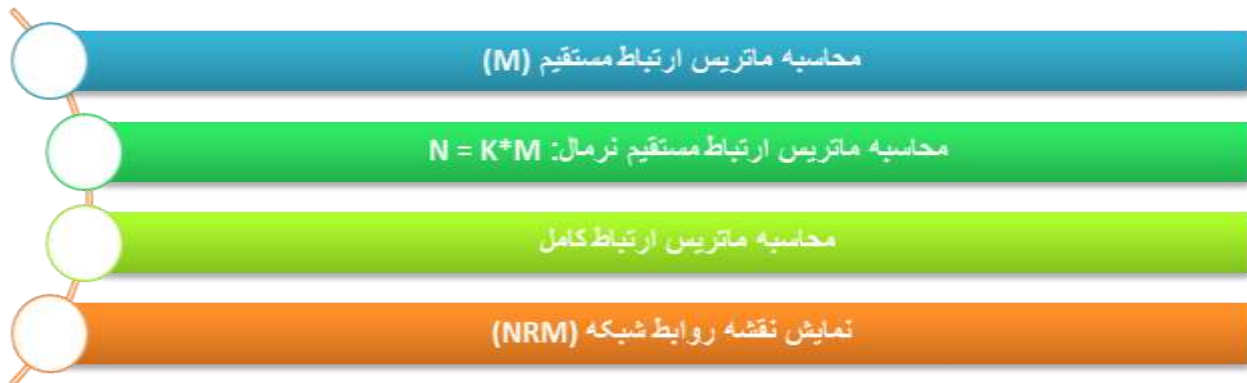 محاسبه ماتریس ارتباط مستقیم (M)
محاسبه ماتریس ارتباط مستقیم نرمال: N = K*M
محاسبه ماتریس ارتباط کامل
نمایش نقشه روابط شبکه (NRM)